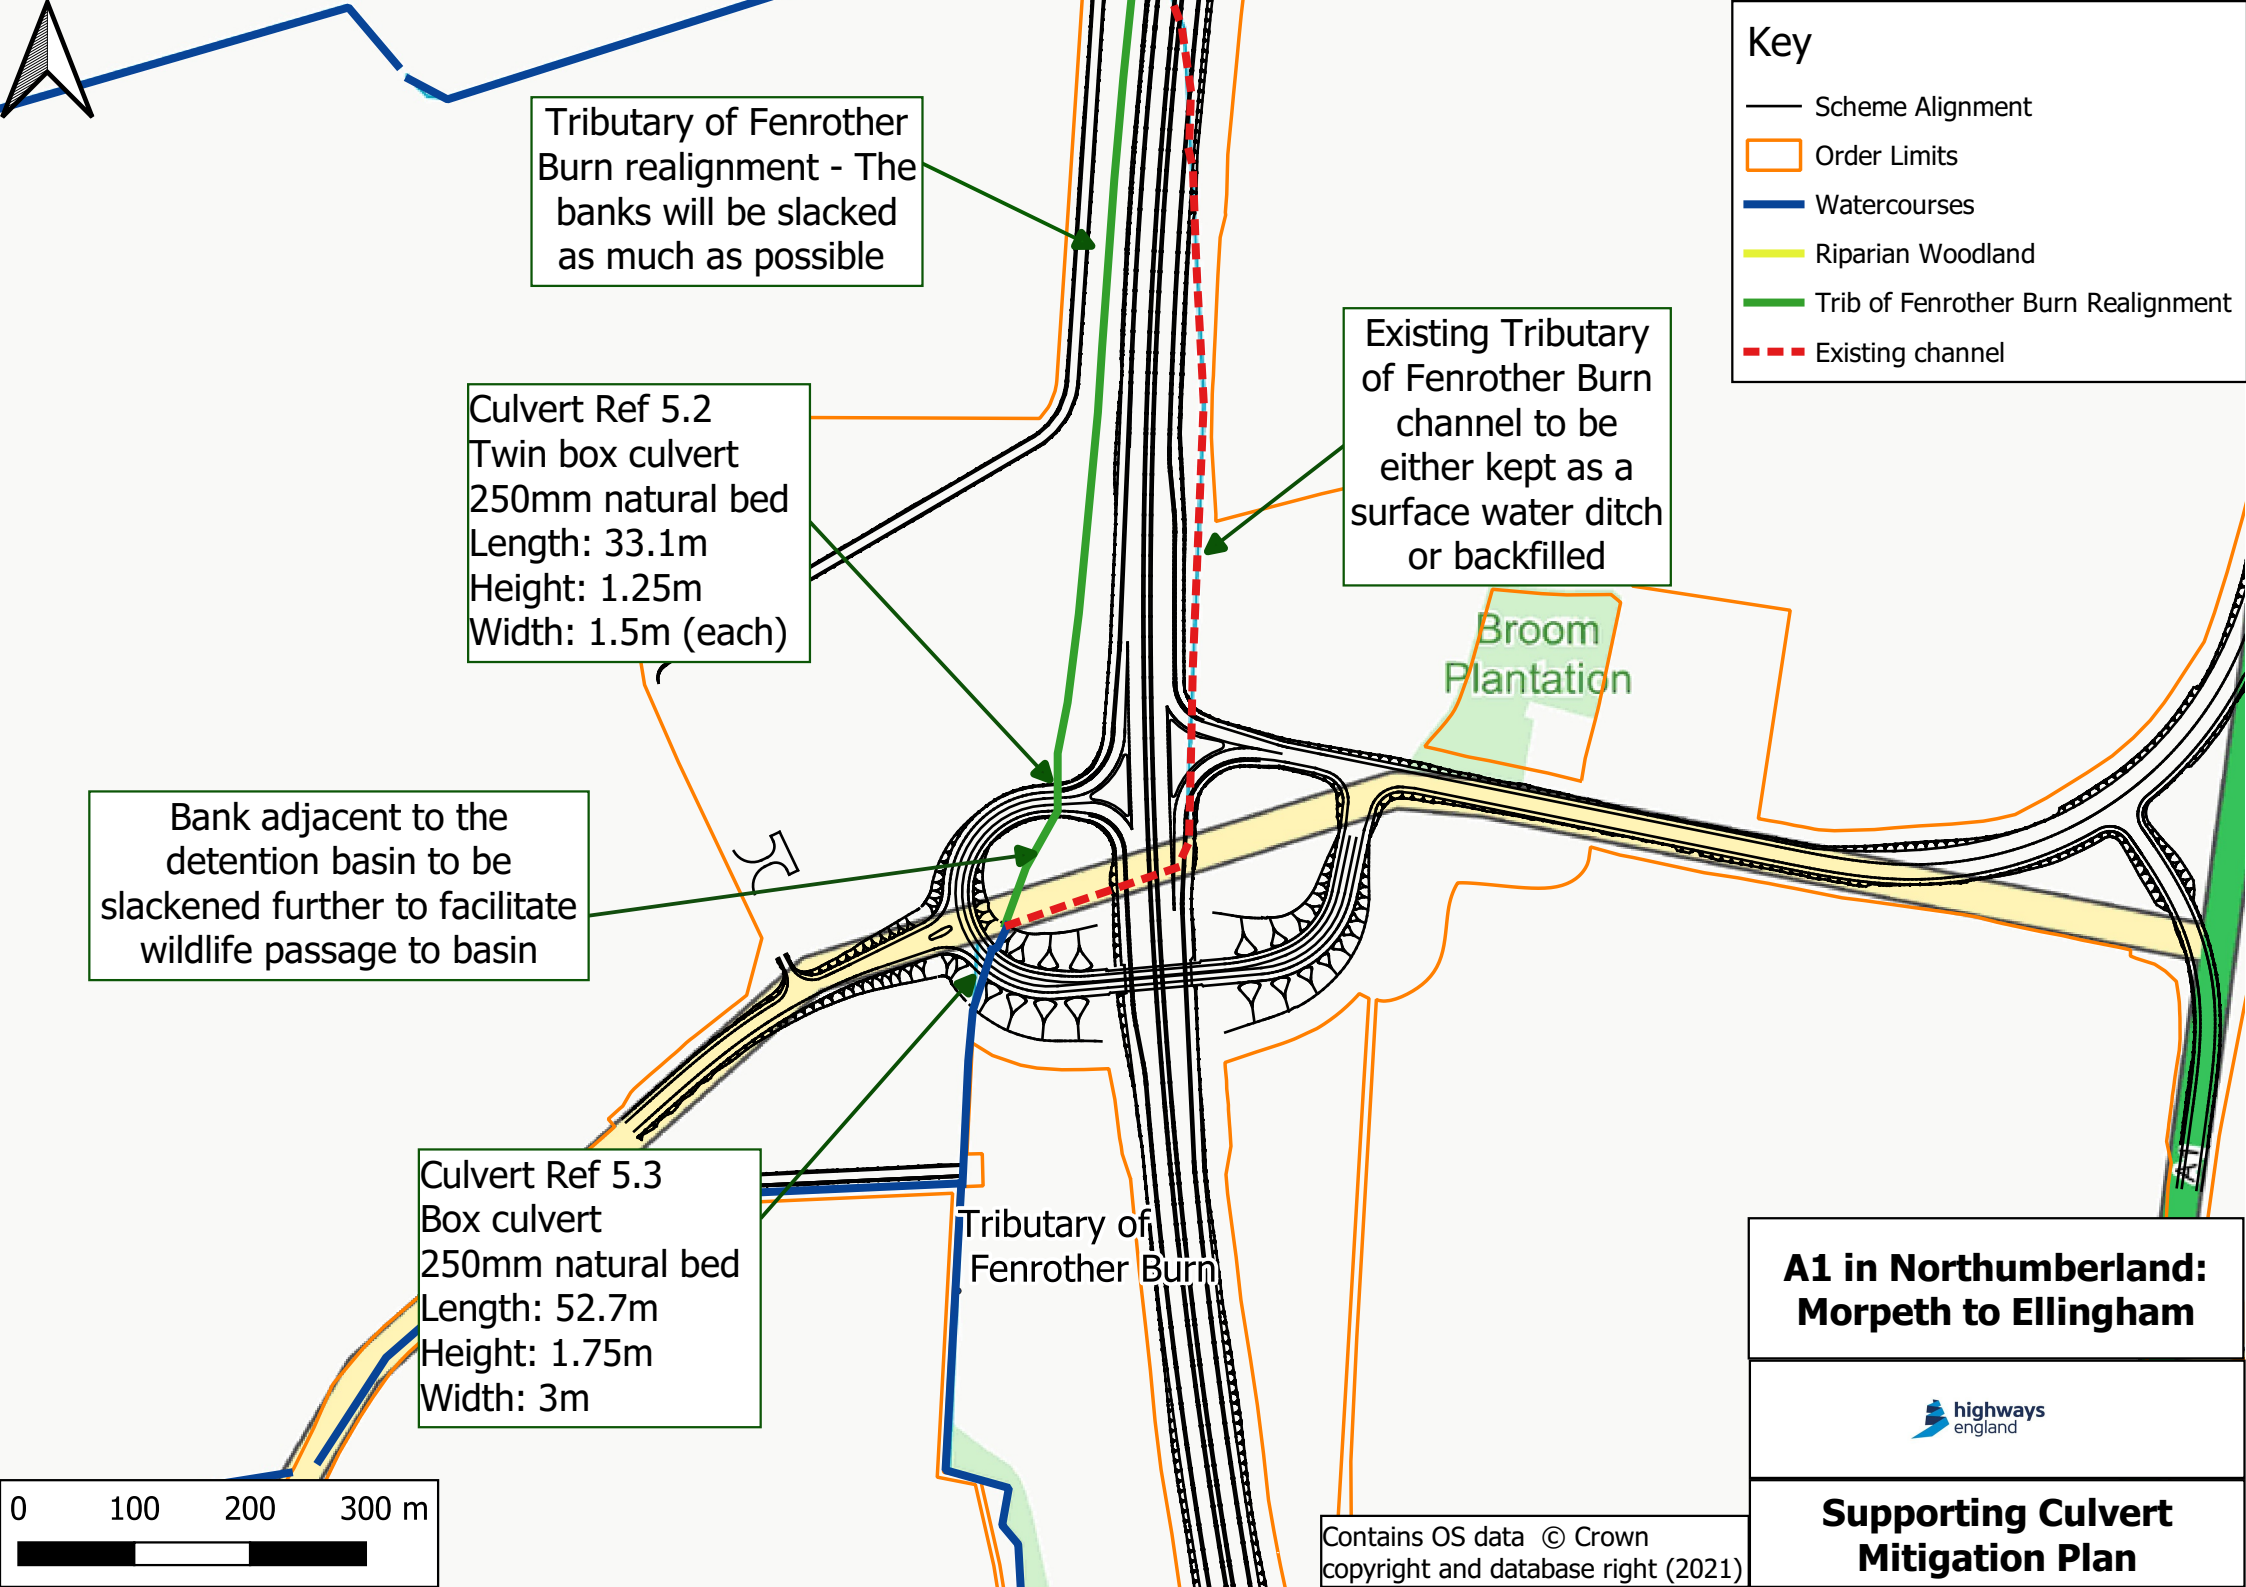 Tributary of Fenrother
Burn realignment - The
banks will be slacked
as much as possible
Key
Scheme Alignment
Order Limits
Watercourses
Riparian Woodland
Trib of Fenrother Burn Realignment
Existing channel
Existing Tributary
of Fenrother Burn
channel to be
either kept as a
surface water ditch
or backfilled
Culvert Ref 5.2
Twin box culvert
250mm natural bed
Length: 33.1m
Height: 1.25m
Width: 1.5m (each)
Broom
Plantation
Bank adjacent to the
detention basin to be
slackened further to facilitate
wildlife passage to basin
Culvert Ref 5.3
Box culvert
250mm natural bed
Length: 52.7m
Height: 1.75m
Width: 3m
Tributary of
Fenrother Burn
A1
A1 in Northumberland:
Morpeth to Ellingham
highways
england
Supporting Culvert
Mitigation Plan
0 100 200 300 m
Contains OS data © Crown
copyright and database right (2021)